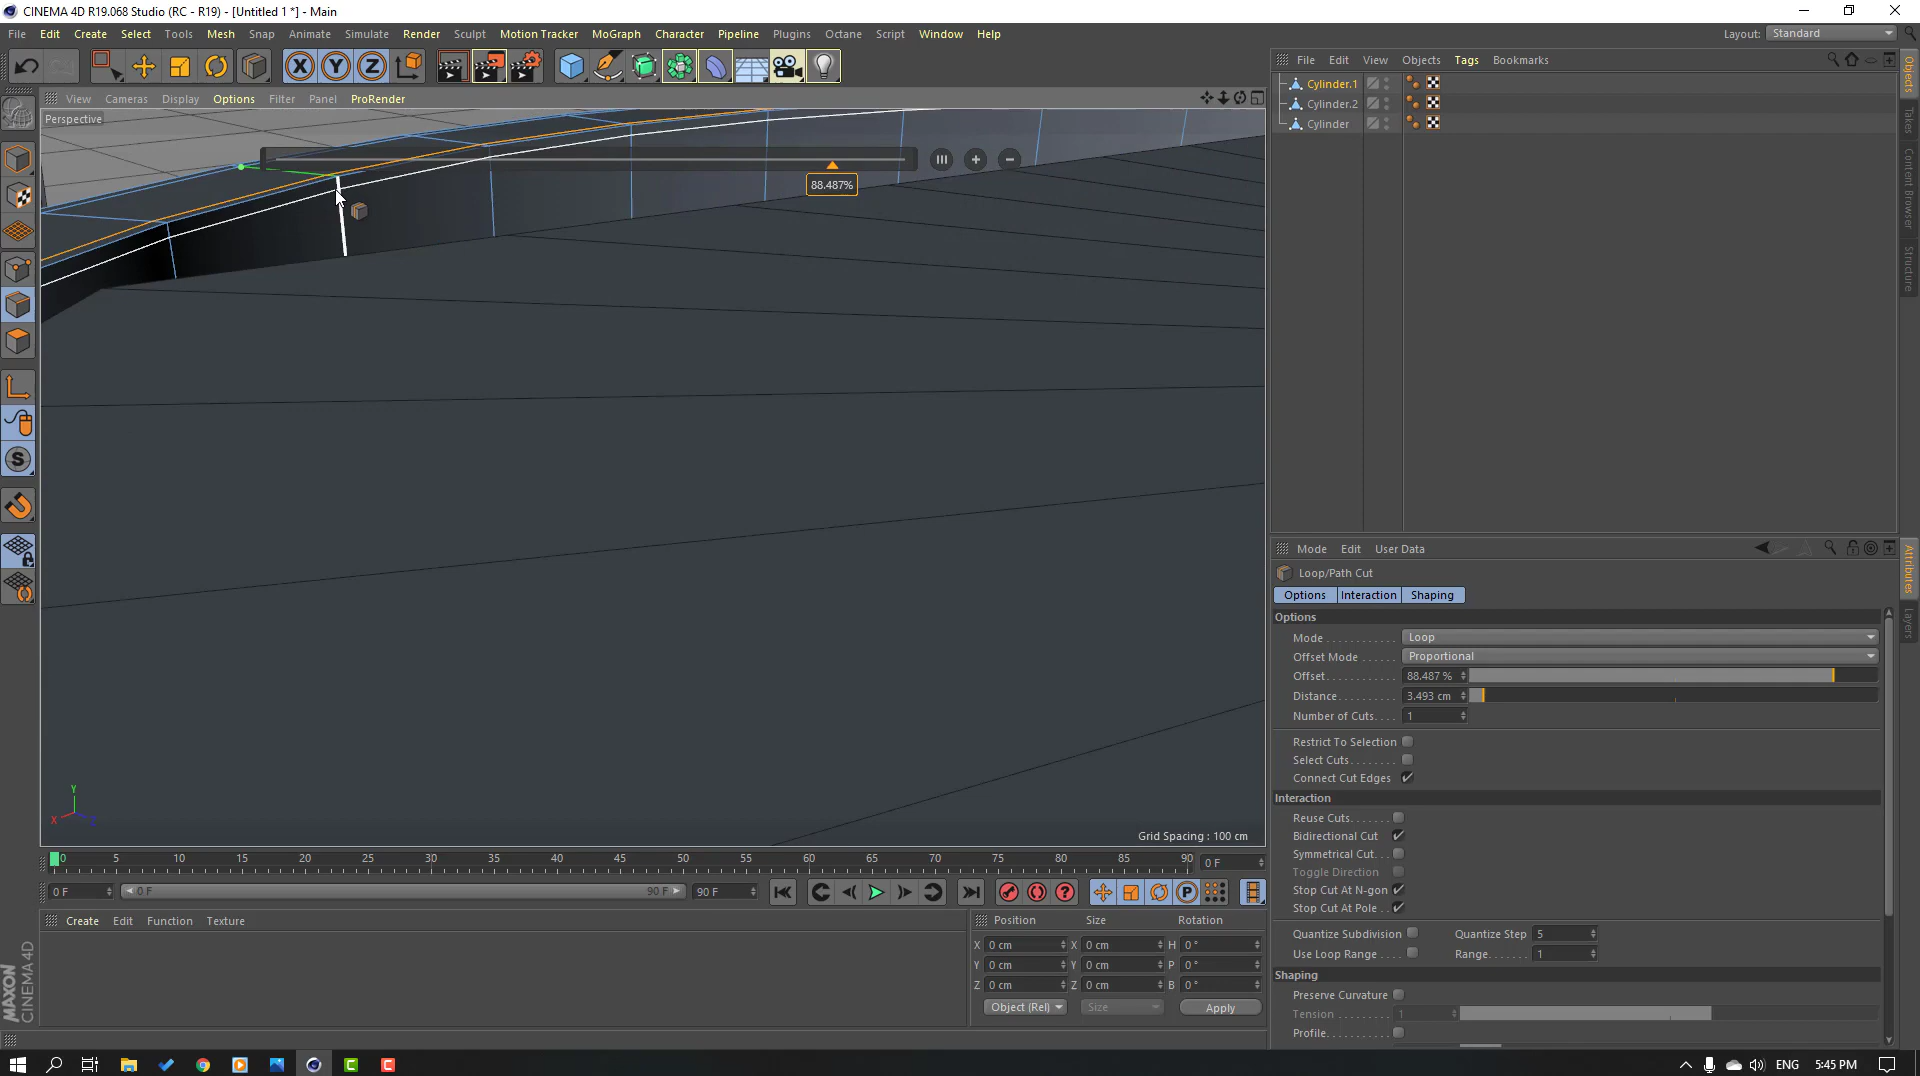 CINEMA 4D R19.068 Studio (RC - R19) - [Untitled 1 *] - Main
File Edit Create Select Tools Mesh Snap Animate Simulate Render Sculpt Motion Tracker MoGraph Character Pipeline Plugins Octane Script Window Help
Layout: Standard
File Edit View Objects Tags Bookmarks
Cylinder.1
Cylinder.2
Cylinder
View Cameras Display Options Filter Panel ProRender
Perspective
88.487%
Y
X
Grid Spacing : 100 cm
Objects
Takes
Content Browser
Structure
Attributes
Layers
Mode Edit User Data
Loop/Path Cut
Options Interaction Shaping
Options
Mode . . . . . . . . . . . . Loop
Offset Mode . . . . . . Proportional
Offset. . . . . . . . . . . . 88.487 %
Distance . . . . . . . . . 3.493 cm
Number of Cuts. . . . 1
Restrict To Selection
Select Cuts. . . . . . . .
Connect Cut Edges
Interaction
Reuse Cuts. . . . . . .
Bidirectional Cut
Symmetrical Cut. . .
Toggle Direction
Stop Cut At N-gon
Stop Cut At Pole . .
Quantize Subdivision Quantize Step 5
Use Loop Range . . . . Range. . . . . . . 1
Shaping
Preserve Curvature
Tension . . . . . . . . . 1
Profile. . . . . . . . . . .
0 5 10 15 20 25 30 35 40 45 50 55 60 65 70 75 80 85 90 0 F
0 F 0 F 90 F 90 F
Create Edit Function Texture
Position Size Rotation
X 0 cm X 0 cm H 0 °
Y 0 cm Y 0 cm P 0 °
Z 0 cm Z 0 cm B 0 °
Object (Rel) Size Apply
MAXON
CINEMA 4D
ENG 5:45 PM